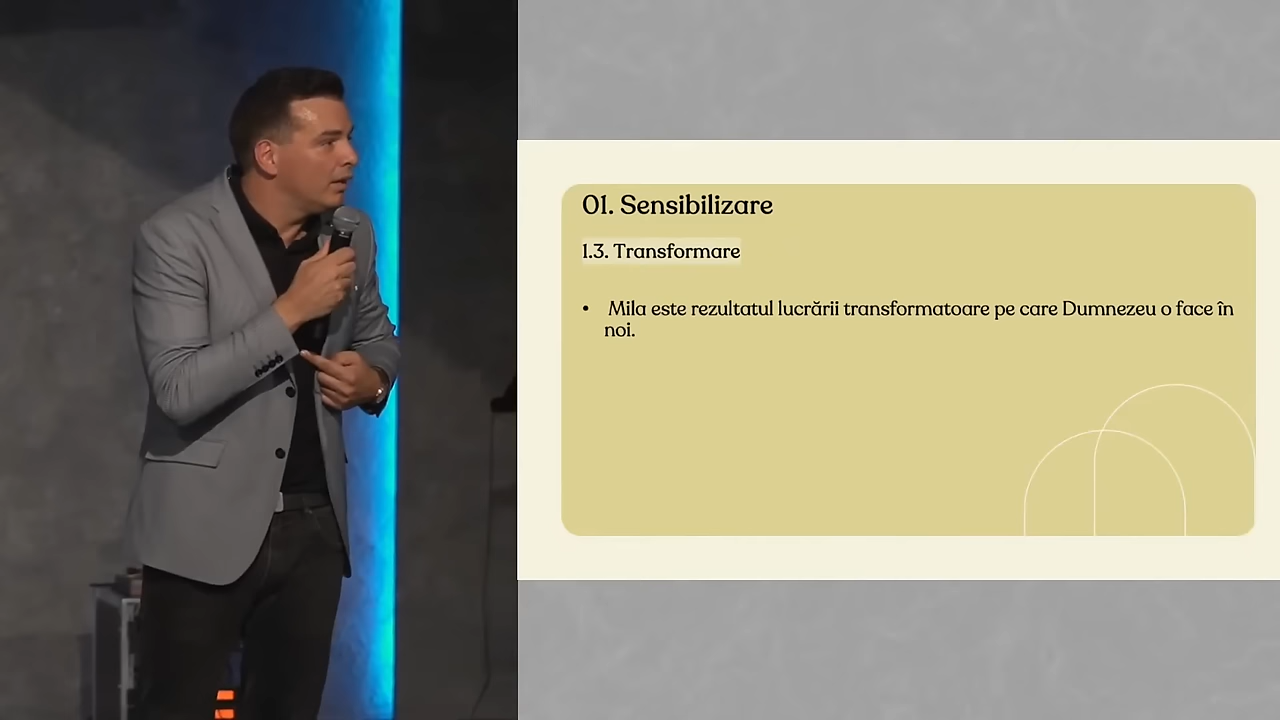 01. Sensibilizare
1.3. Transformare
• Mila este rezultatul lucrării transformatoare pe care Dumnezeu o face în
noi.